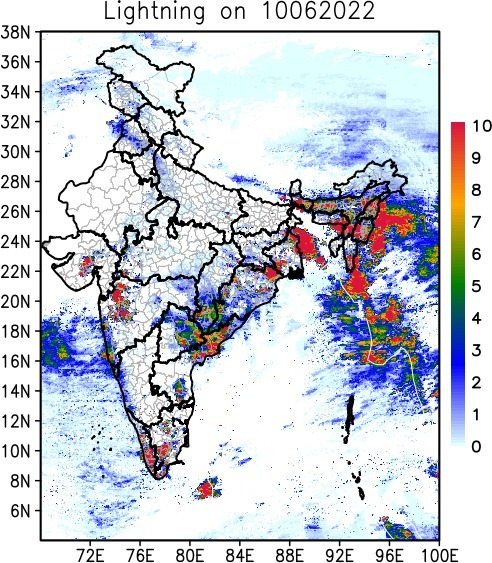 Lightning on 10062022
38N
36N
34N
32N
30N
28N
26N
24N
22N
20N
18N
16N
14N
12N
10N
8N
6N
72E 76E 80E 84E 88E 92E 96E 100E
10
9
8
7
6
5
4
3
2
1
0